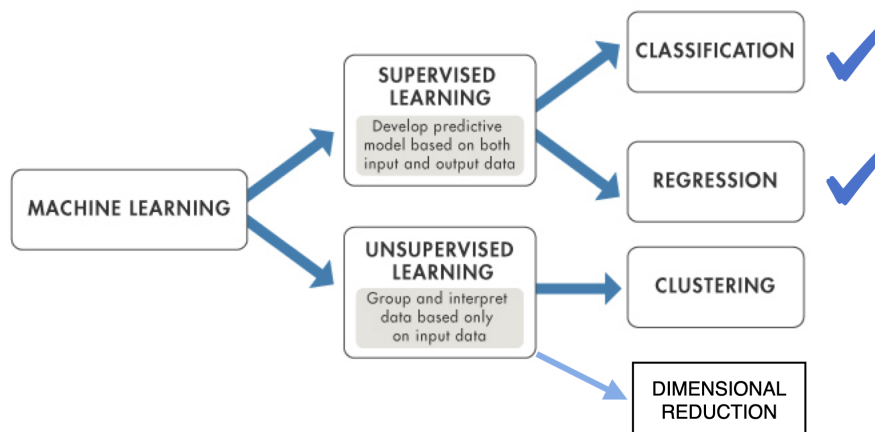 MACHINE LEARNING
SUPERVISED
LEARNING
Develop predictive
model based on both
input and output data
UNSUPERVISED
LEARNING
Group and interpret
data based only
on input data
CLASSIFICATION
REGRESSION
CLUSTERING
DIMENSIONAL
REDUCTION